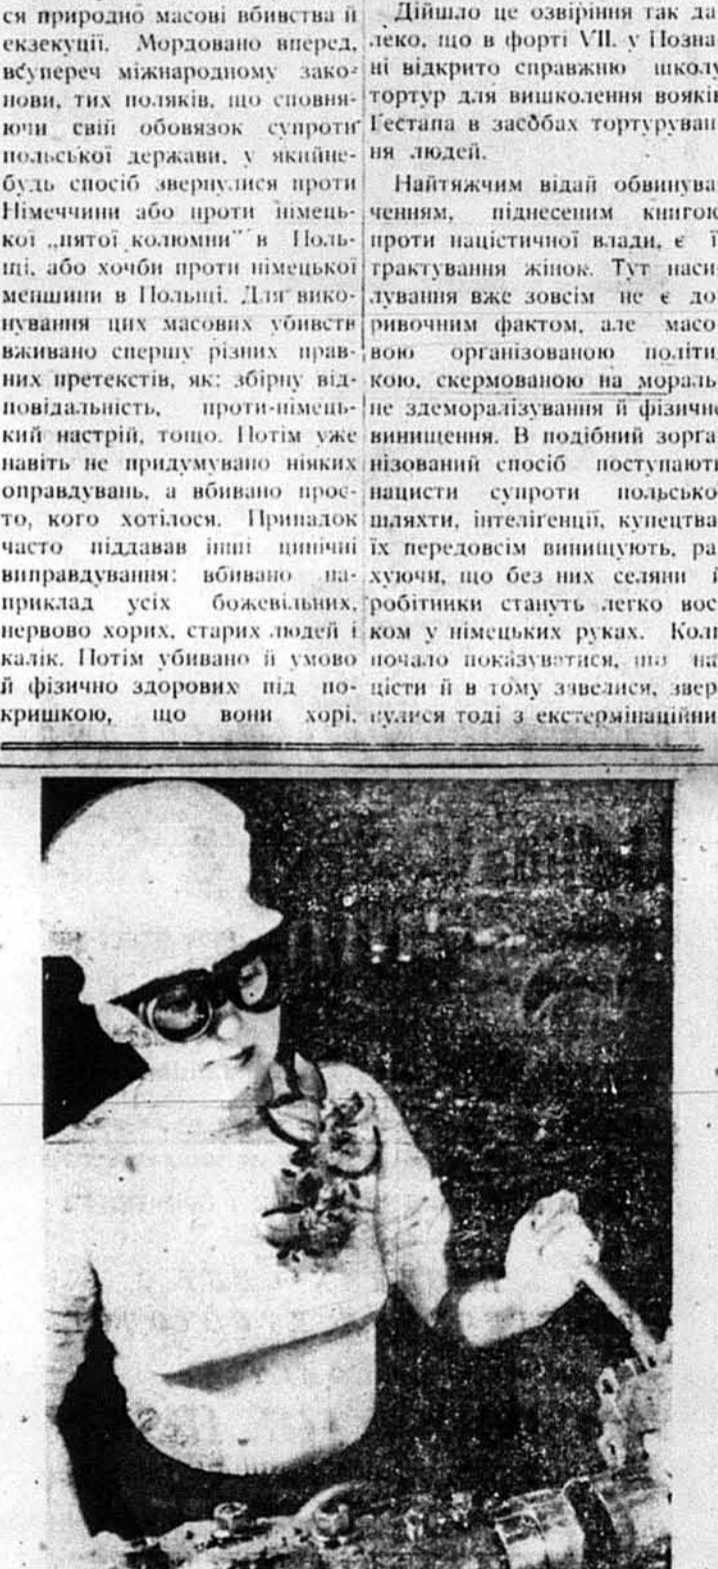 ся природно масові вбивства й
екзекуції. Мордовано вперед,
всупереч міжнародному зако-
нови, тих поляків, що сповня-
ючи свій обовязок супроти
польської держави, у якийне-
будь спосіб звернулися проти
Німеччини або проти німець-
кої „пятої колюмни" в Поль-
щі, або хочби проти німецької
меншини в Польщі. Для вико-
нування цих масових убивств
вживано спершу різних прав-
них претекстів, як: збірну від-
повідальність, проти-німець-
кий настрій, тощо. Потім уже
навіть не придумувано ніяких
оправдувань, а вбивано прос-
то, кого хотілося. Припадок
часто піддавав інші цинічні
виправдування: вбивано на-
приклад усіх божевільних,
нервово хорих, старих людей і
калік. Потім убивано й умово
й фізично здорових під по-
кришкою, що вони хорі,
Дійшло це озвіріння так да
леко, що в форті VII. у Позна
ні відкрито справжню школу
тортур для вишколення вояків
Ґестапа в засобах тортуруван
ня людей.
Найтяжчим відай обвинува
ченням, піднесеним книгою
проти націстичної влади, є ї
трактування жінок. Тут наси
лування вже зовсім не є до
ривочним фактом, але масо
вою організованою політи
кою, скермованою на мораль
не здеморалізування й фізичне
винищення. В подібний зорга
нізований спосіб поступають
нацисти супроти польсько
шляхти, інтелігенції, купецтва
їх передовсім винищують, ра
хуючи, що без них селяни і
робітники стануть легко вос
ком у німецьких руках. Коли
почало показуватися, що на
цісти й в тому завелися, звер
нулися тоді з екстермінаційни